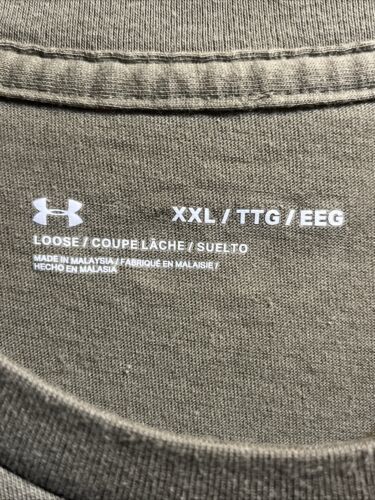 XXL / TTG / EEG
LOOSE / COUPE LÂCHE / SUELTO
MADE IN MALAYSIA / FABRIQUÉ EN MALAISIE /
HECHO EN MALASIA